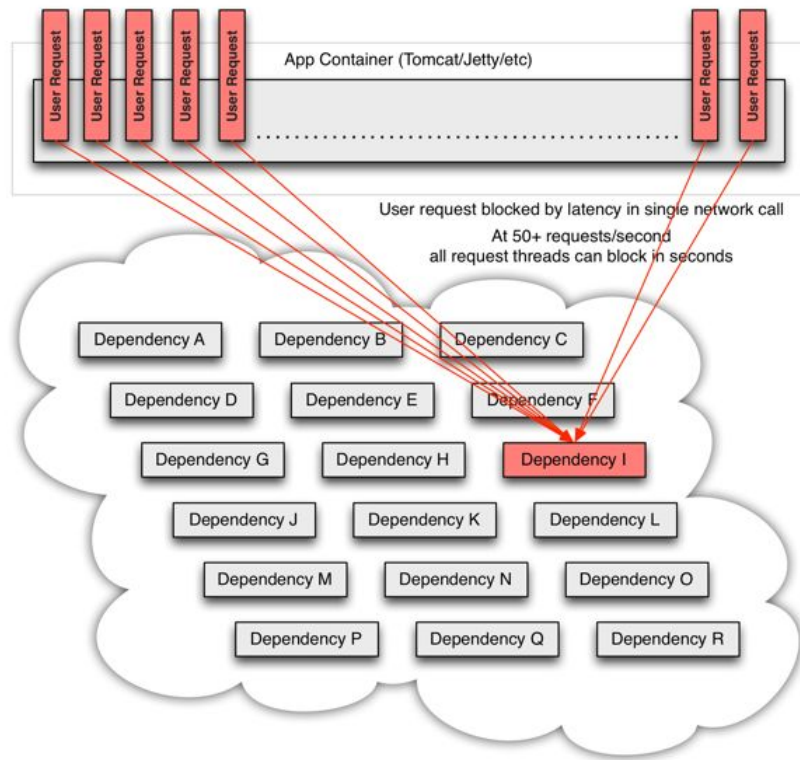 User Request
User Request
User Request
User Request
User Request
User Request
User Request
App Container (Tomcat/Jetty/etc)
User request blocked by latency in single network call
At 50+ requests/second
all request threads can block in seconds
Dependency A
Dependency B
Dependency C
Dependency D
Dependency E
Dependency F
Dependency G
Dependency H
Dependency I
Dependency J
Dependency K
Dependency L
Dependency M
Dependency N
Dependency O
Dependency P
Dependency Q
Dependency R